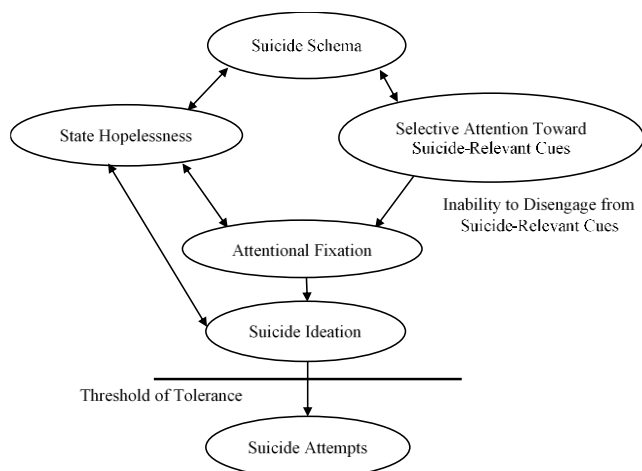 Suicide Schema
State Hopelessness
Selective Attention Toward
Suicide-Relevant Cues
Inability to Disengage from
Suicide-Relevant Cues
Attentional Fixation
Suicide Ideation
Threshold of Tolerance
Suicide Attempts